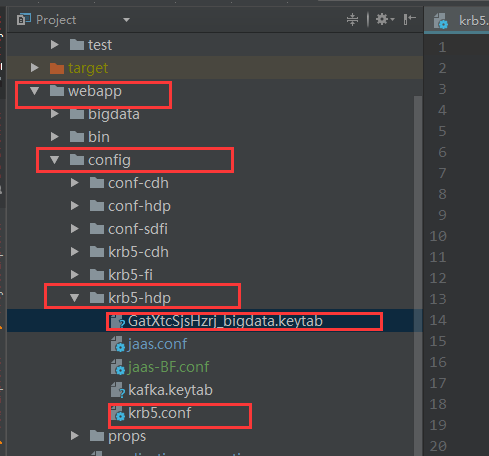 Project
krb5.
test
target
webapp
bigdata
bin
config
conf-cdh
conf-hdp
conf-sdfi
krb5-cdh
krb5-fi
krb5-hdp
GatXtcSjsHzrj_bigdata.keytab
jaas.conf
jaas-BF.conf
kafka.keytab
krb5.conf
props
1
2
3
4
5
6
7
8
9
10
11
12
13
14
15
16
17
18
19
20